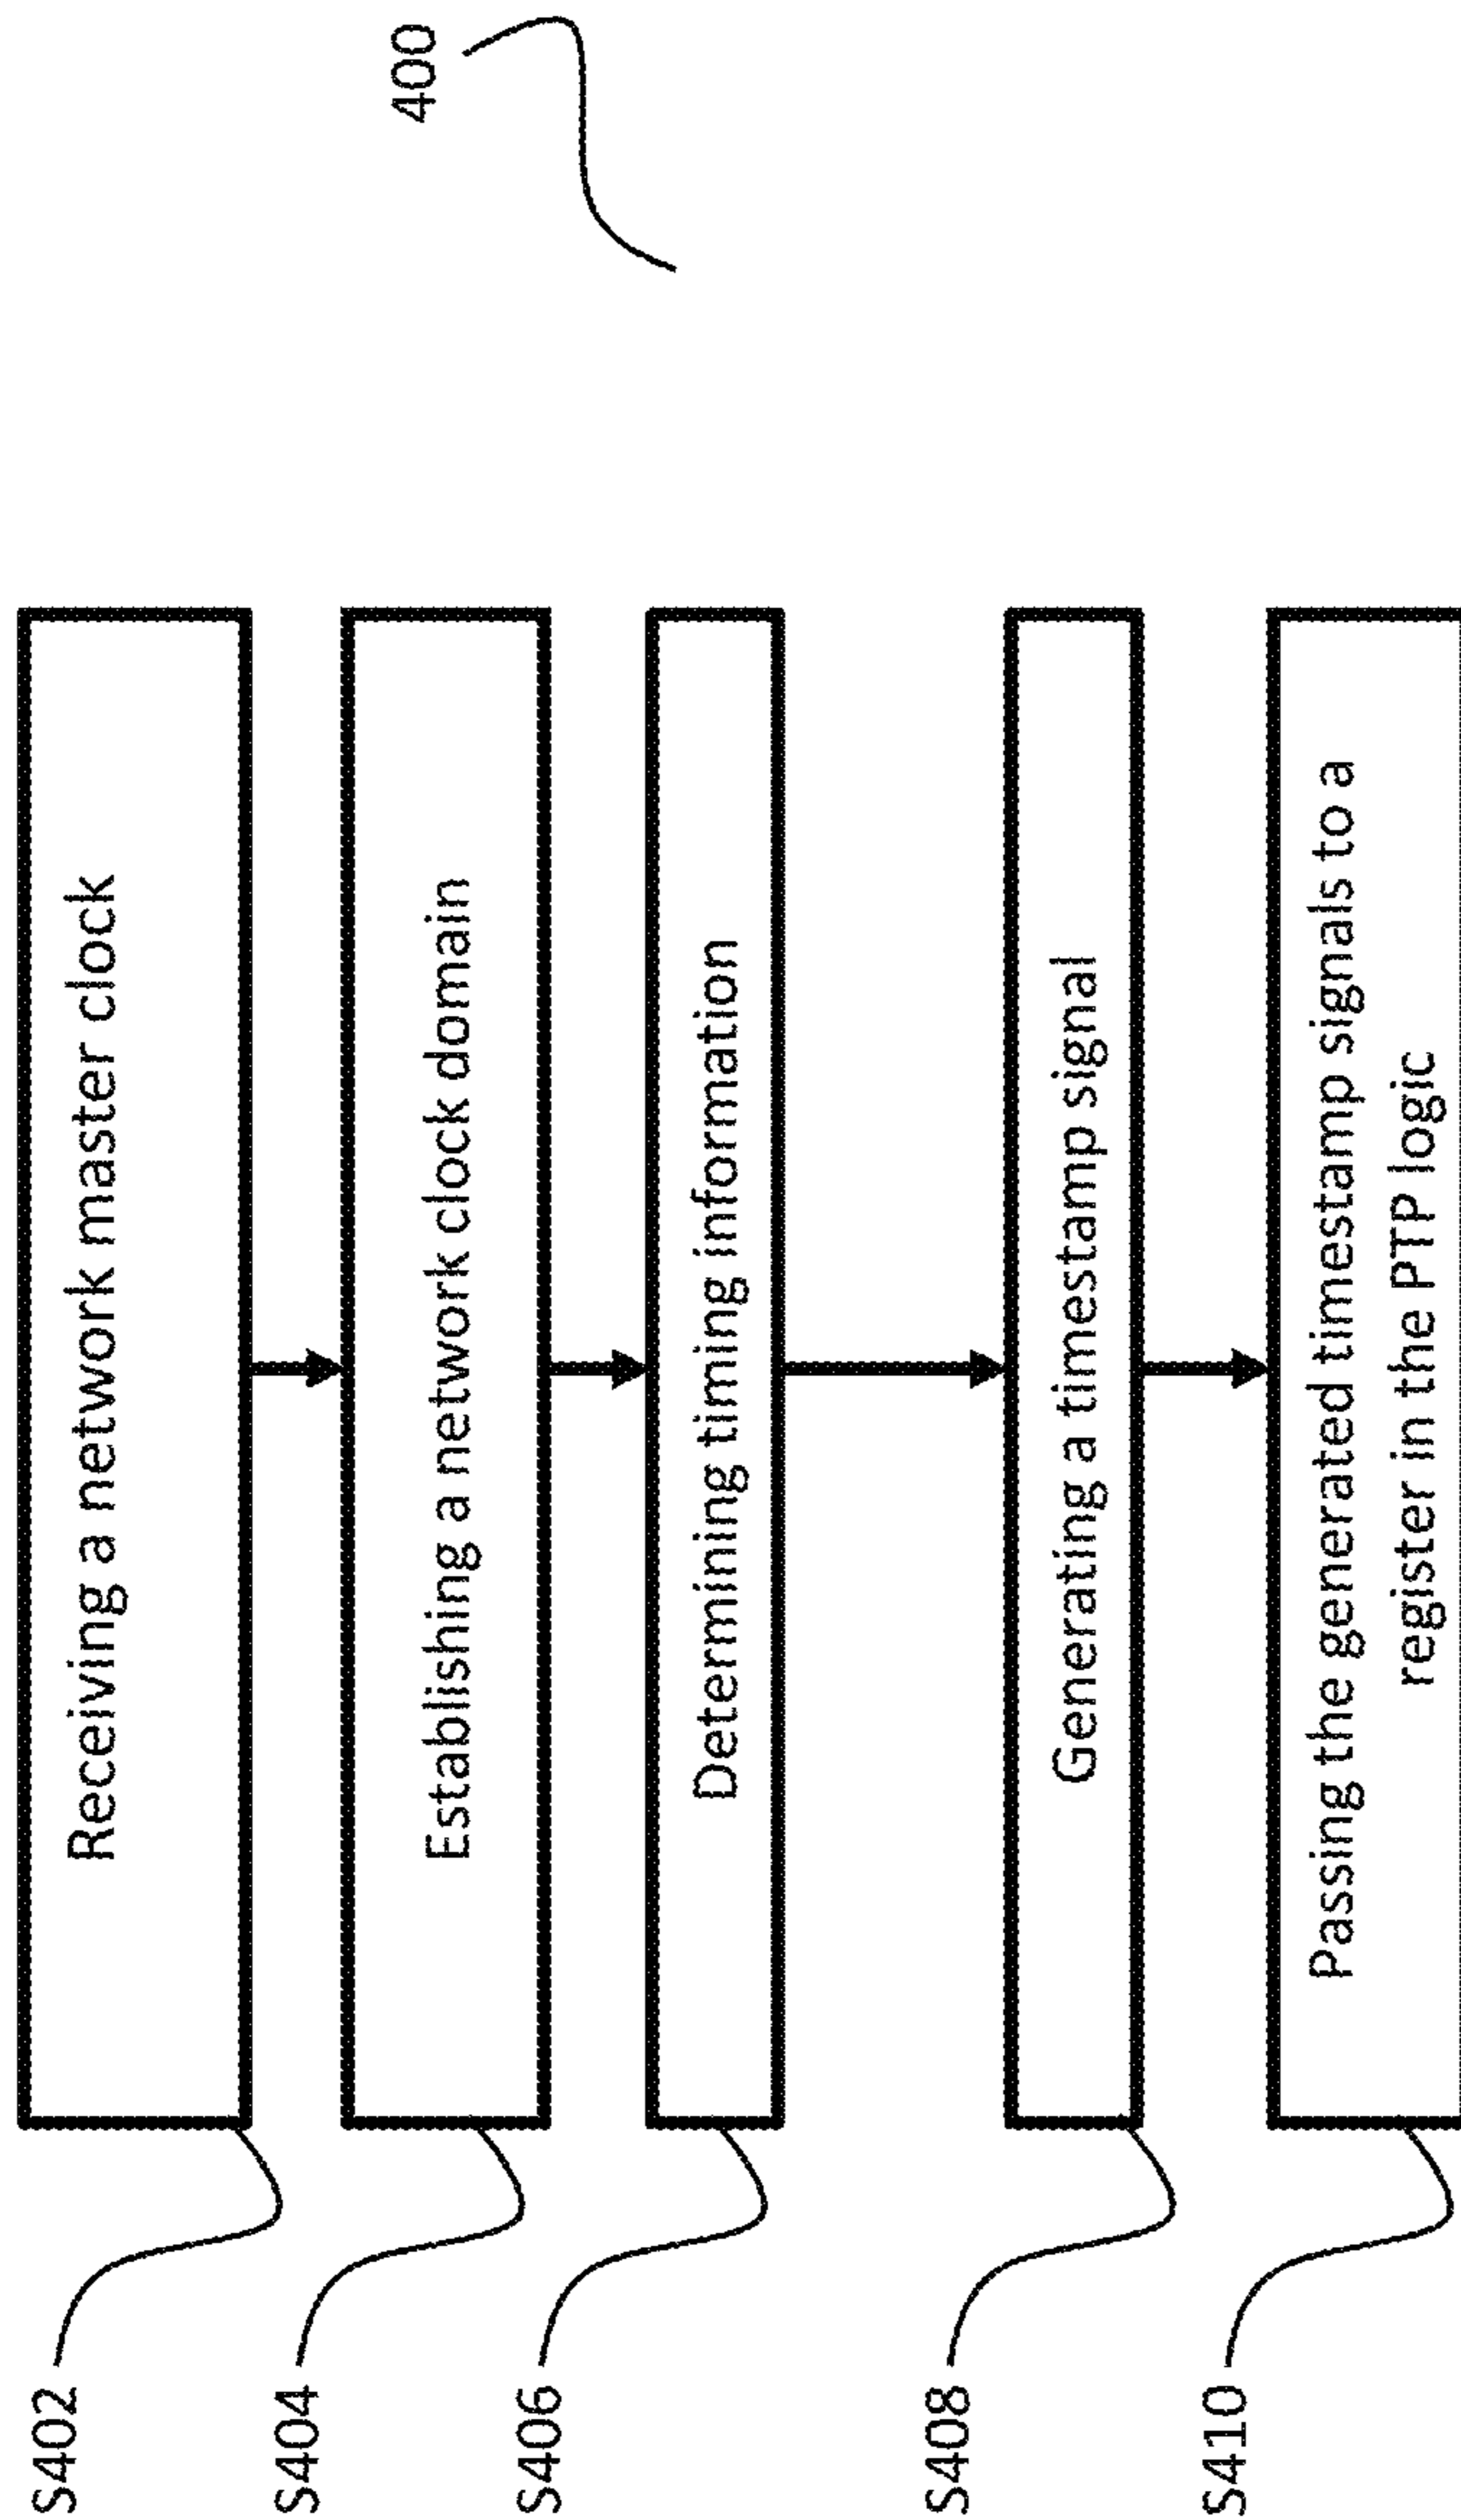 400
S402
Receiving a network master clock
S404
Establishing a network clock domain
S406
Determining timing information
S408
Generating a timestamp signal
S410
Passing the generated timestamp signals to a
register in the PTP logic